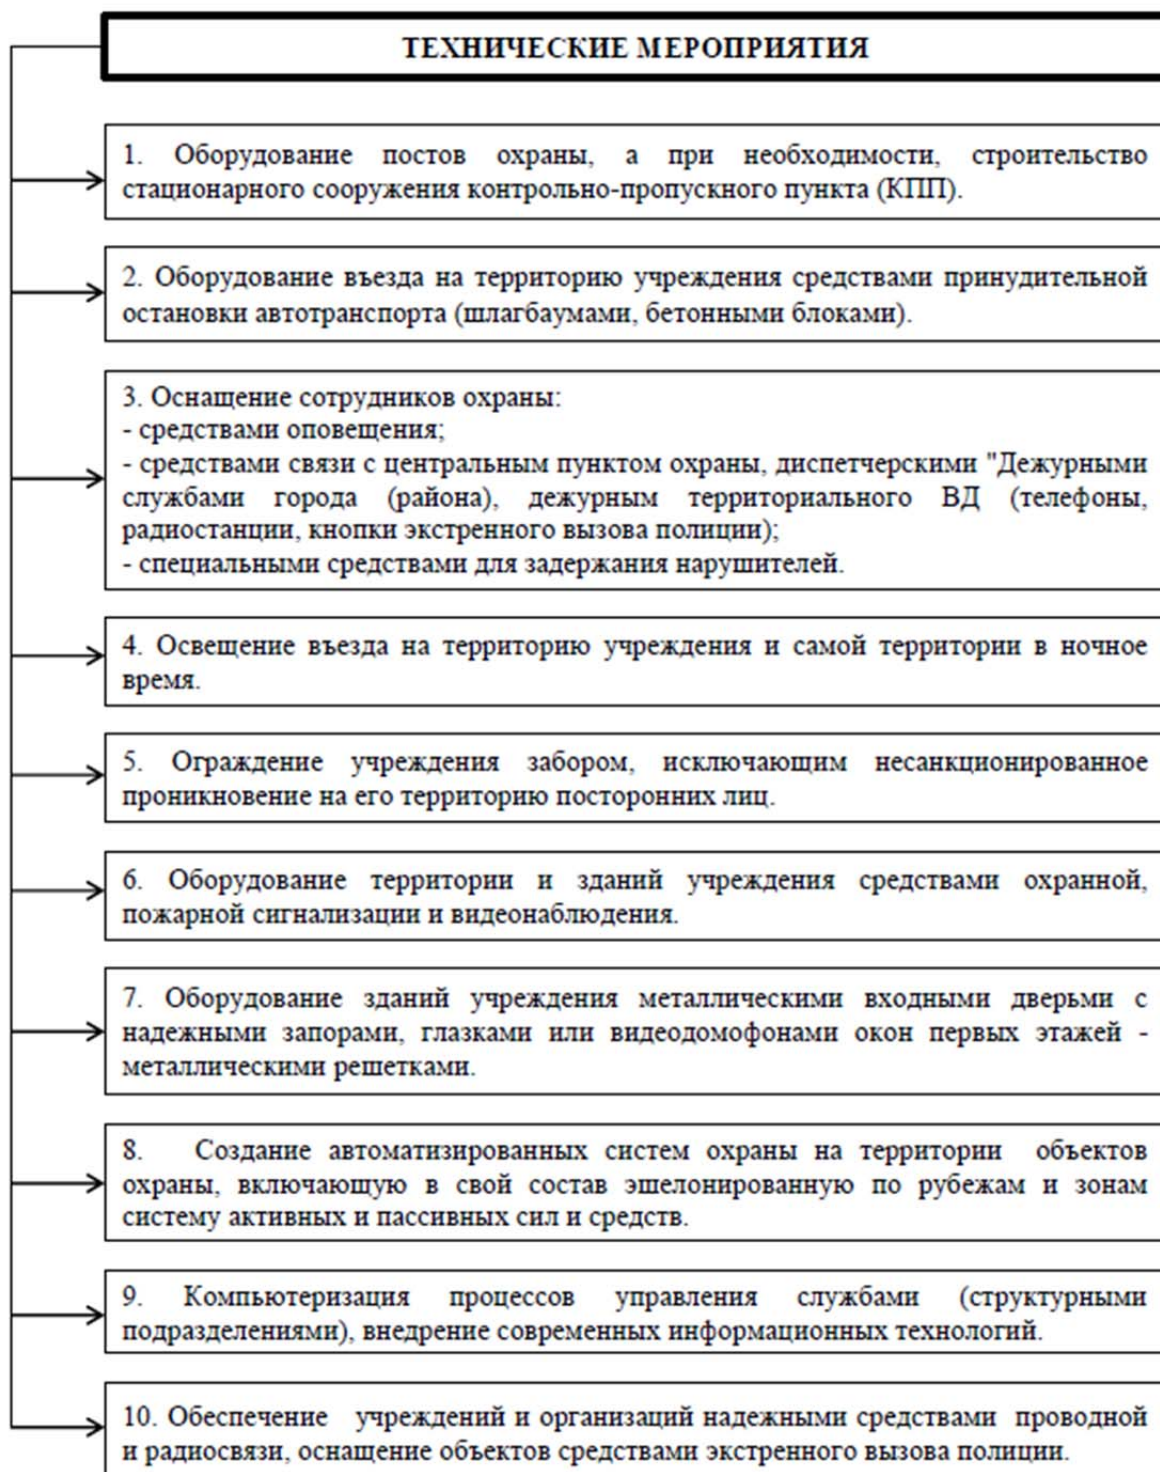 ТЕХНИЧЕСКИЕ МЕРОПРИЯТИЯ
1. Оборудование постов охраны, а при необходимости, строительство
стационарного сооружения контрольно-пропускного пункта (КПП).
2. Оборудование въезда на территорию учреждения средствами принудительной
остановки автотранспорта (шлагбаумами, бетонными блоками).
3. Оснащение сотрудников охраны:
- средствами оповещения;
- средствами связи с центральным пунктом охраны, диспетчерскими "Дежурными
службами города (района), дежурным территориального ВД (телефоны,
радиостанции, кнопки экстренного вызова полиции);
- специальными средствами для задержания нарушителей.
4. Освещение въезда на территорию учреждения и самой территории в ночное
время.
5. Ограждение учреждения забором, исключающим несанкционированное
проникновение на его территорию посторонних лиц.
6. Оборудование территории и зданий учреждения средствами охранной,
пожарной сигнализации и видеонаблюдения.
7. Оборудование зданий учреждения металлическими входными дверьми с
надежными запорами, глазками или видеодомофонами окон первых этажей -
металлическими решетками.
8. Создание автоматизированных систем охраны на территории объектов
охраны, включающую в свой состав эшелонированную по рубежам и зонам
систему активных и пассивных сил и средств.
9. Компьютеризация процессов управления службами (структурными
подразделениями), внедрение современных информационных технологий.
10. Обеспечение учреждений и организаций надежными средствами проводной
и радиосвязи, оснащение объектов средствами экстренного вызова полиции.